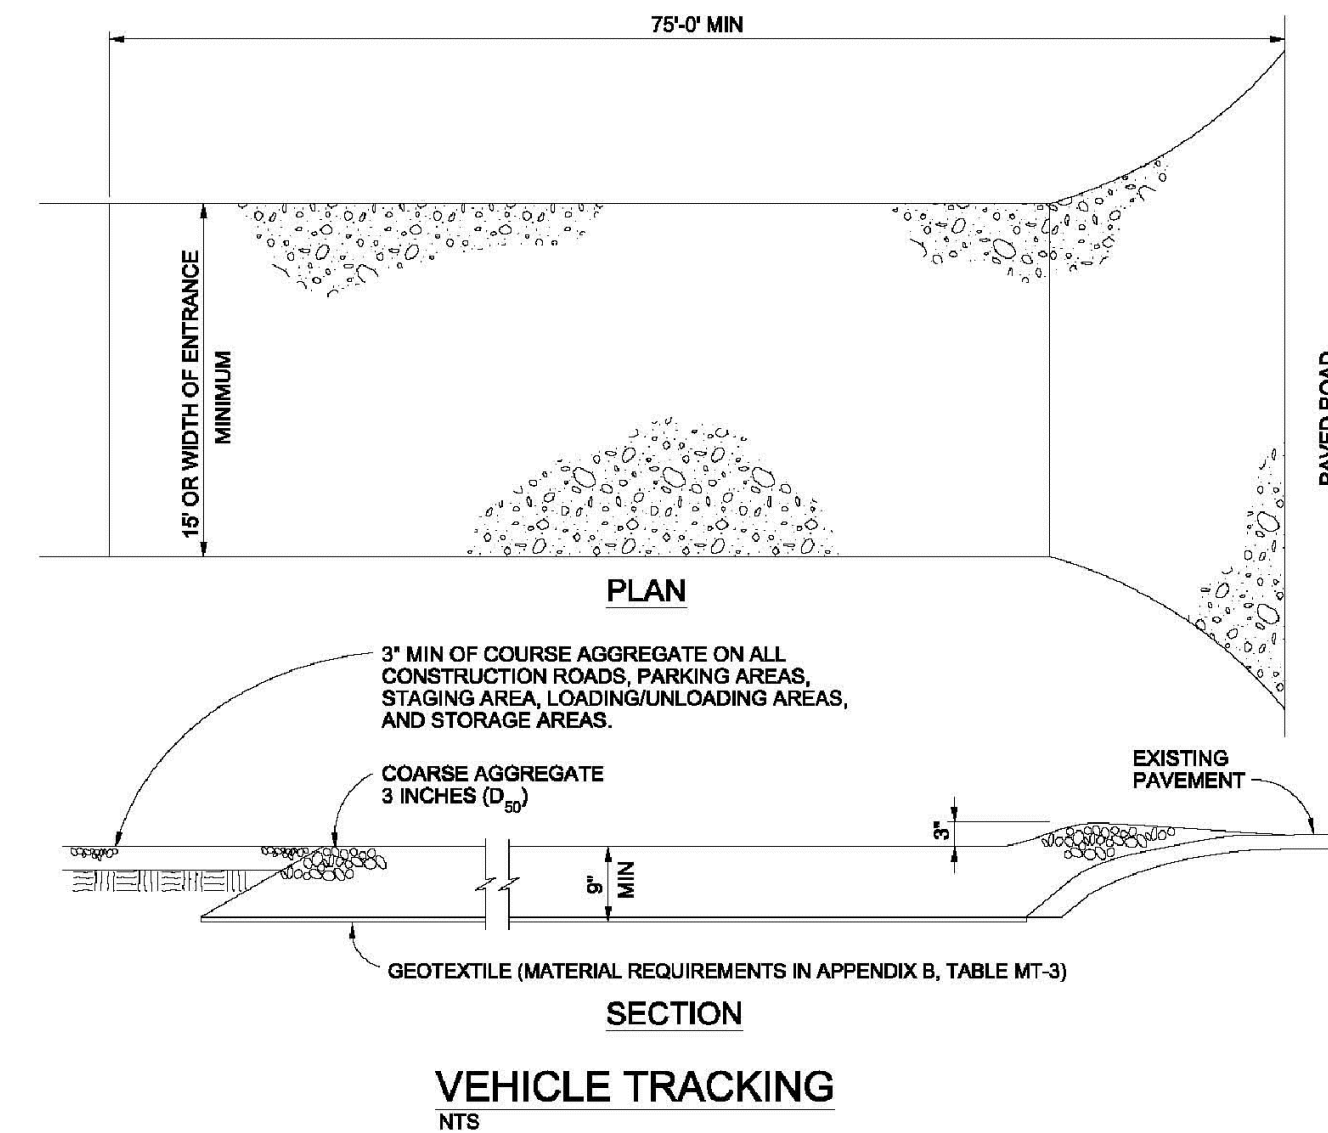 75'-0' MIN
15' OR WIDTH OF ENTRANCE
MINIMUM
PAVED ROAD
PLAN
3" MIN OF COURSE AGGREGATE ON ALL
CONSTRUCTION ROADS, PARKING AREAS,
STAGING AREA, LOADING/UNLOADING AREAS,
AND STORAGE AREAS.
COARSE AGGREGATE
3 INCHES (D50)
EXISTING
PAVEMENT
3"
9"
MIN
GEOTEXTILE (MATERIAL REQUIREMENTS IN APPENDIX B, TABLE MT-3)
SECTION
VEHICLE TRACKING
NTS